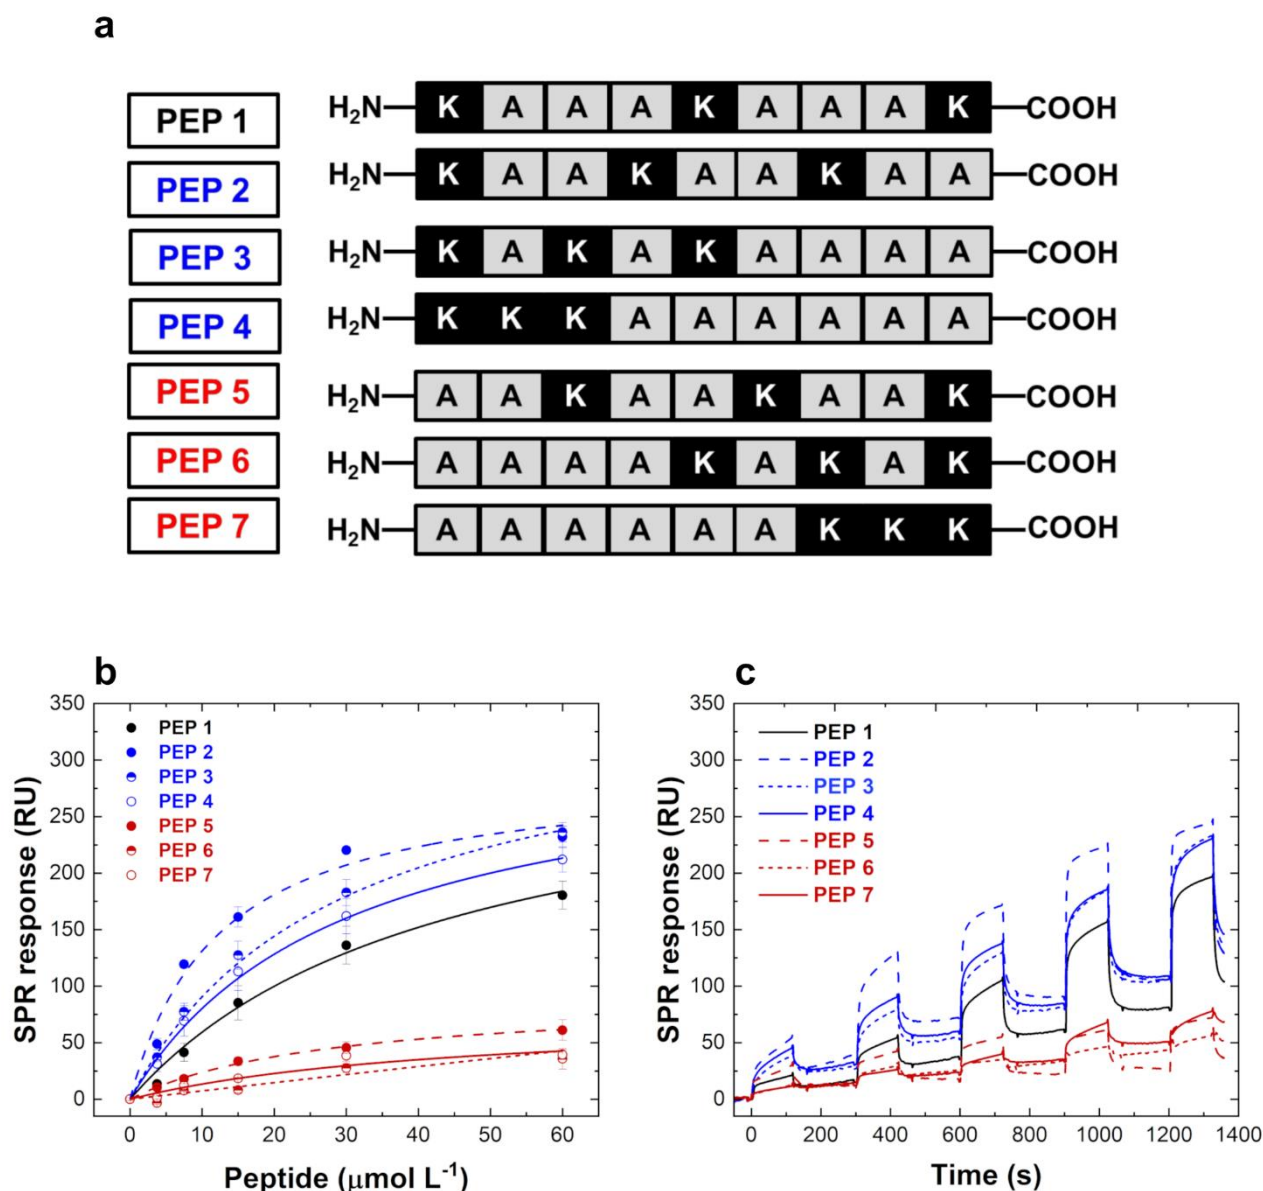 a
PEP 1 H₂N K A A A K A A A K COOH
PEP 2 H₂N K A A K A A K A A COOH
PEP 3 H₂N K A K A K A A A A COOH
PEP 4 H₂N K K K A A A A A A COOH
PEP 5 H₂N A A K A A K A A K COOH
PEP 6 H₂N A A A A K A K A K COOH
PEP 7 H₂N A A A A A A K K K COOH
b
350
300
250
200
150
100
50
0
SPR response (RU)
PEP 1
PEP 2
PEP 3
PEP 4
PEP 5
PEP 6
PEP 7
0 10 20 30 40 50 60
Peptide (μmol L⁻¹)
c
350
300
250
200
150
100
50
0
SPR response (RU)
PEP 1
PEP 2
PEP 3
PEP 4
PEP 5
PEP 6
PEP 7
0 200 400 600 800 1000 1200 1400
Time (s)